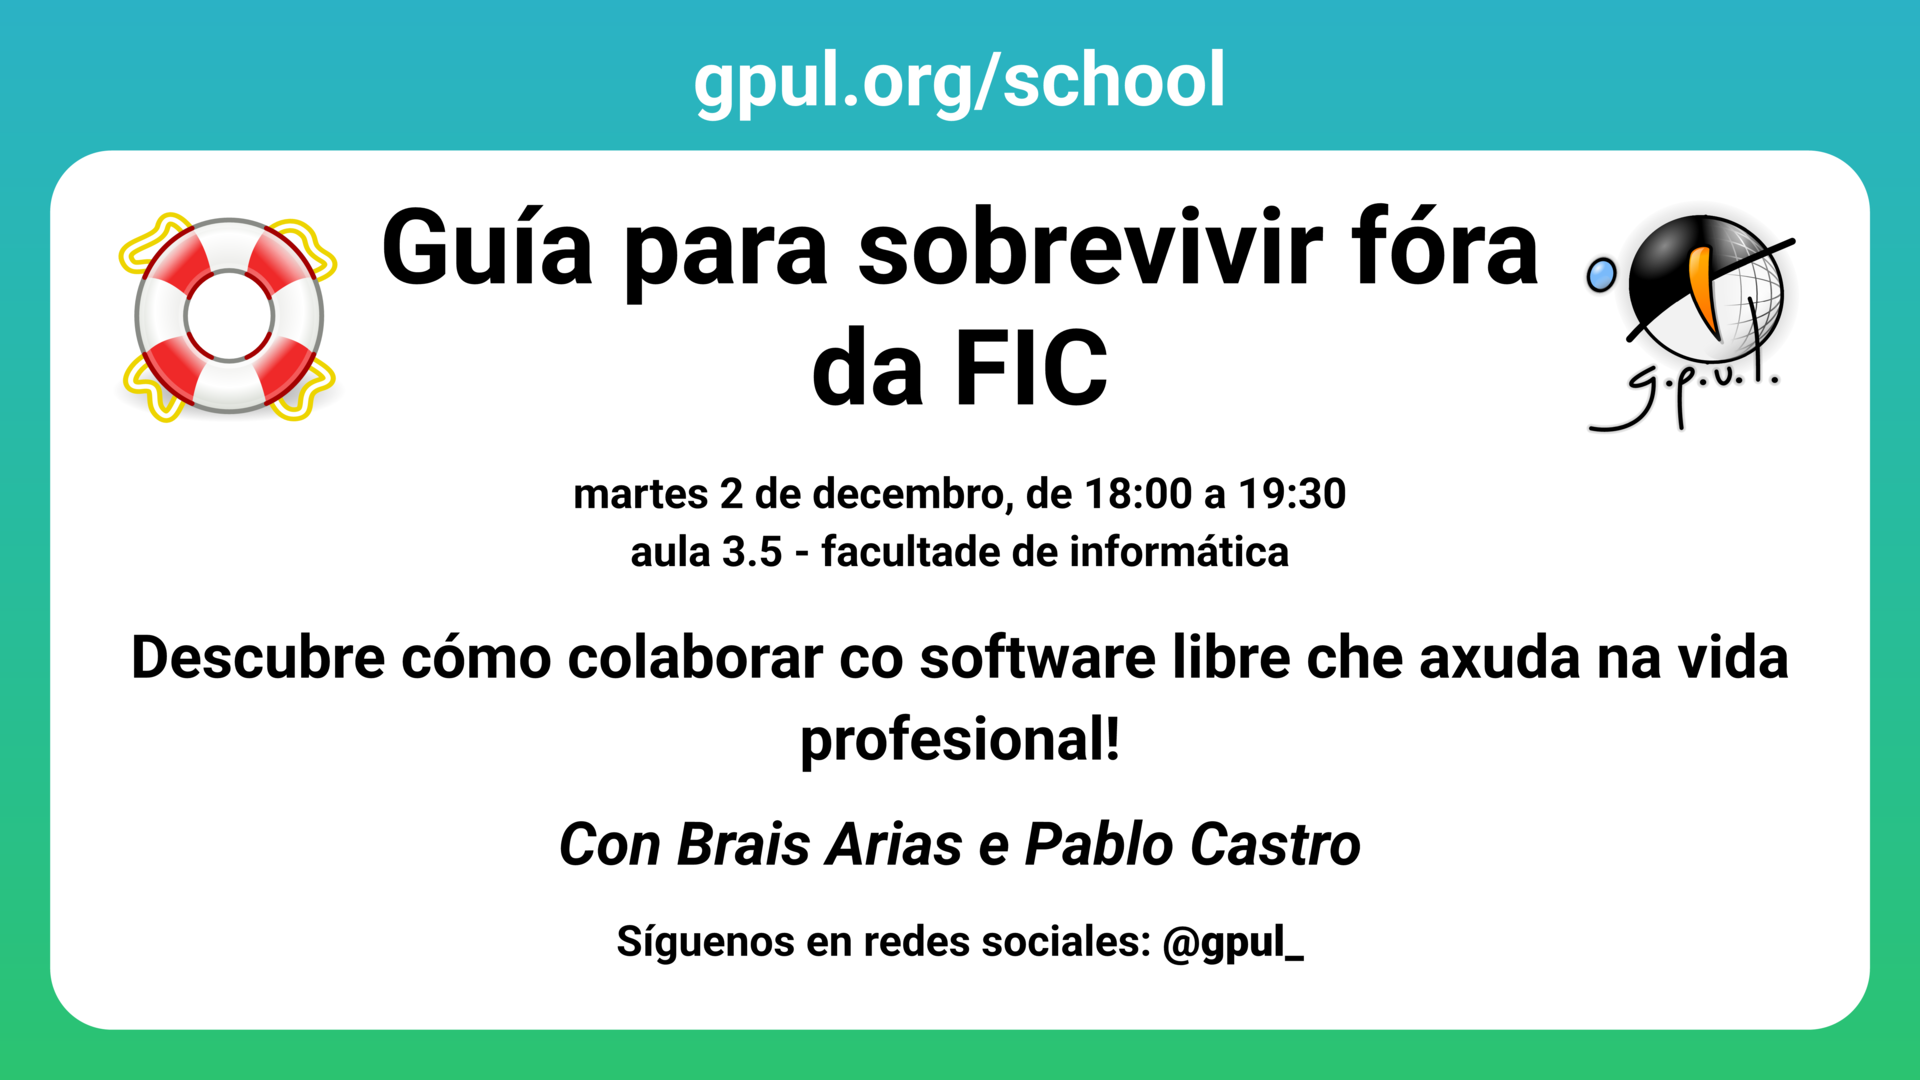 gpul.org/school
Guía para sobrevivir fóra
da FIC
g.p.u.l.
martes 2 de decembro, de 18:00 a 19:30
aula 3.5 - facultade de informática
Descubre cómo colaborar co software libre che axuda na vida
profesional!
Con Brais Arias e Pablo Castro
Síguenos en redes sociales: @gpul_